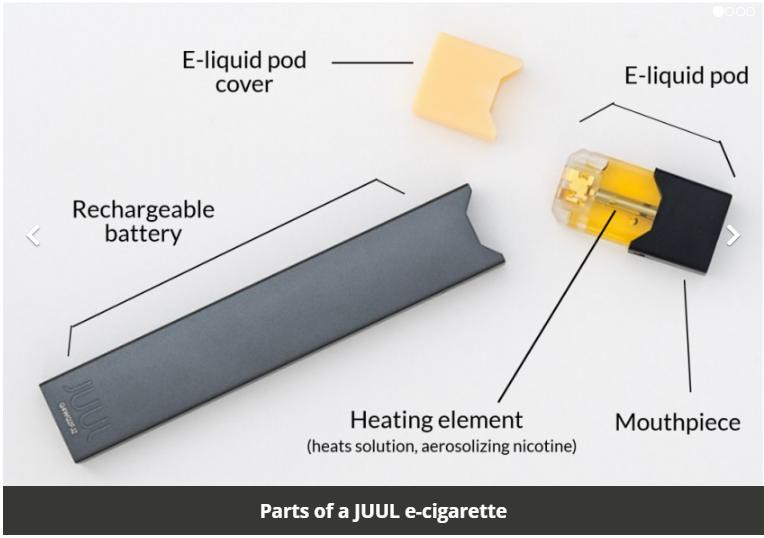 E-liquid pod
cover
E-liquid pod
Rechargeable
battery
JUUL
Heating element
(heats solution, aerosolizing nicotine)
Mouthpiece
Parts of a JUUL e-cigarette